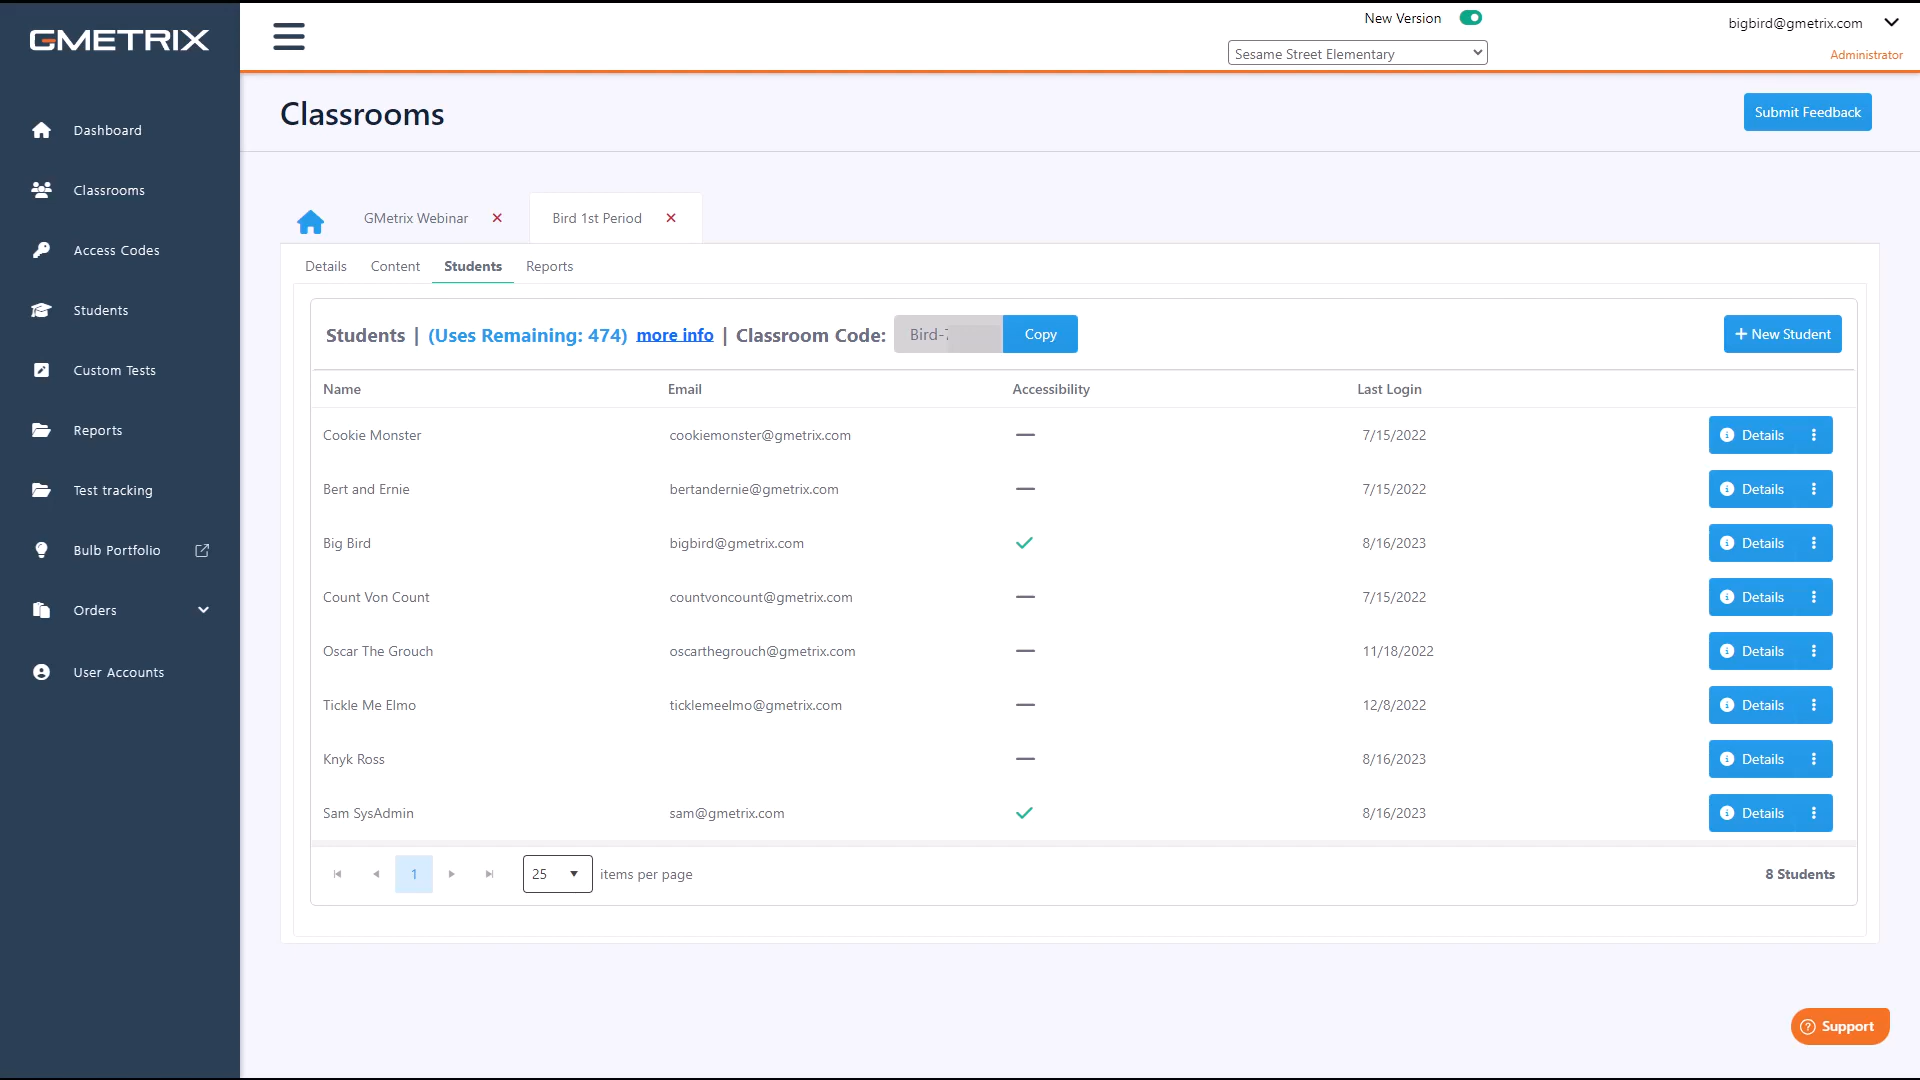 GMETRIX
New Version
bigbird@gmetrix.com
Sesame Street Elementary
Administrator
Classrooms
Submit Feedback
Dashboard
Classrooms
Access Codes
Students
Custom Tests
Reports
Test tracking
Bulb Portfolio
Orders
User Accounts
GMetrix Webinar
Bird 1st Period
Details Content Students Reports
Students | (Uses Remaining: 474) more info | Classroom Code: Bird- Copy
+ New Student
Name Email Accessibility Last Login
Cookie Monster cookiemonster@gmetrix.com 7/15/2022 Details
Bert and Ernie bertandernie@gmetrix.com 7/15/2022 Details
Big Bird bigbird@gmetrix.com 8/16/2023 Details
Count Von Count countvoncount@gmetrix.com 7/15/2022 Details
Oscar The Grouch oscarthegrouch@gmetrix.com 11/18/2022 Details
Tickle Me Elmo ticklemeelmo@gmetrix.com 12/8/2022 Details
Knyk Ross 8/16/2023 Details
Sam SysAdmin sam@gmetrix.com 8/16/2023 Details
1 25 items per page 8 Students
Support